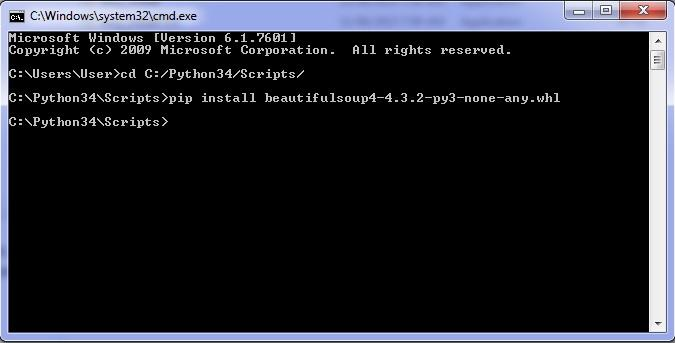 C:\Windows\system32\cmd.exe
Microsoft Windows [Version 6.1.7601]
Copyright (c) 2009 Microsoft Corporation.  All rights reserved.
C:\Users\User>cd C:/Python34/Scripts/
C:\Python34\Scripts>pip install beautifulsoup4-4.3.2-py3-none-any.whl
C:\Python34\Scripts>